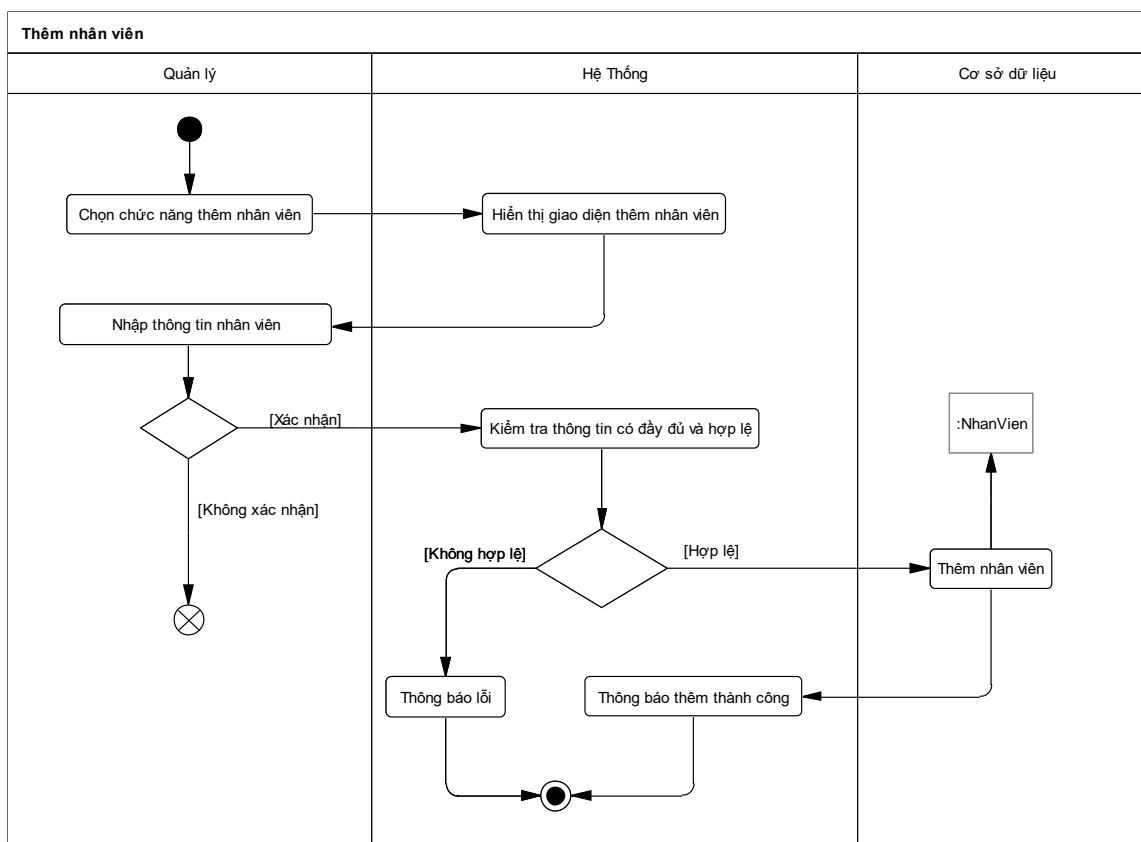 Thêm nhân viên
Quản lý
Hệ Thống
Cơ sở dữ liệu
Chọn chức năng thêm nhân viên
Hiển thị giao diện thêm nhân viên
Nhập thông tin nhân viên
[Xác nhận]
Kiểm tra thông tin có đầy đủ và hợp lệ
:NhanVien
[Không xác nhận]
[Không hợp lệ]
[Hợp lệ]
Thêm nhân viên
Thông báo lỗi
Thông báo thêm thành công